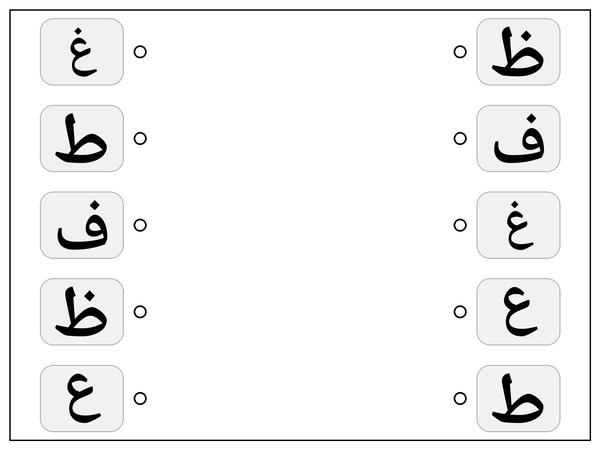 غ ظ
ط ف
ف غ
ظ ع
ع ط